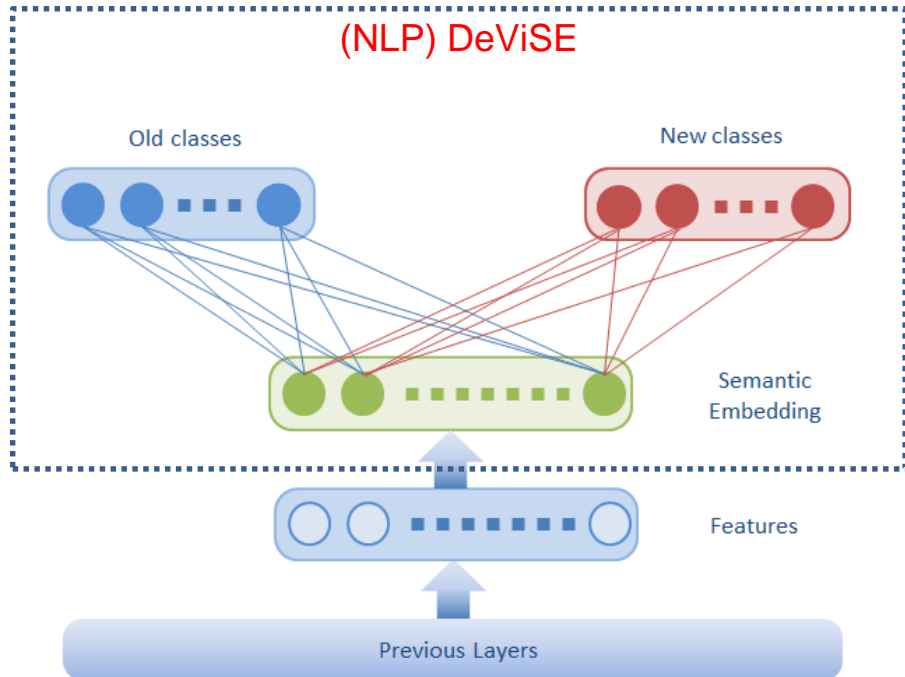 (NLP) DeViSE
Old classes
New classes
Semantic
Embedding
Features
Previous Layers